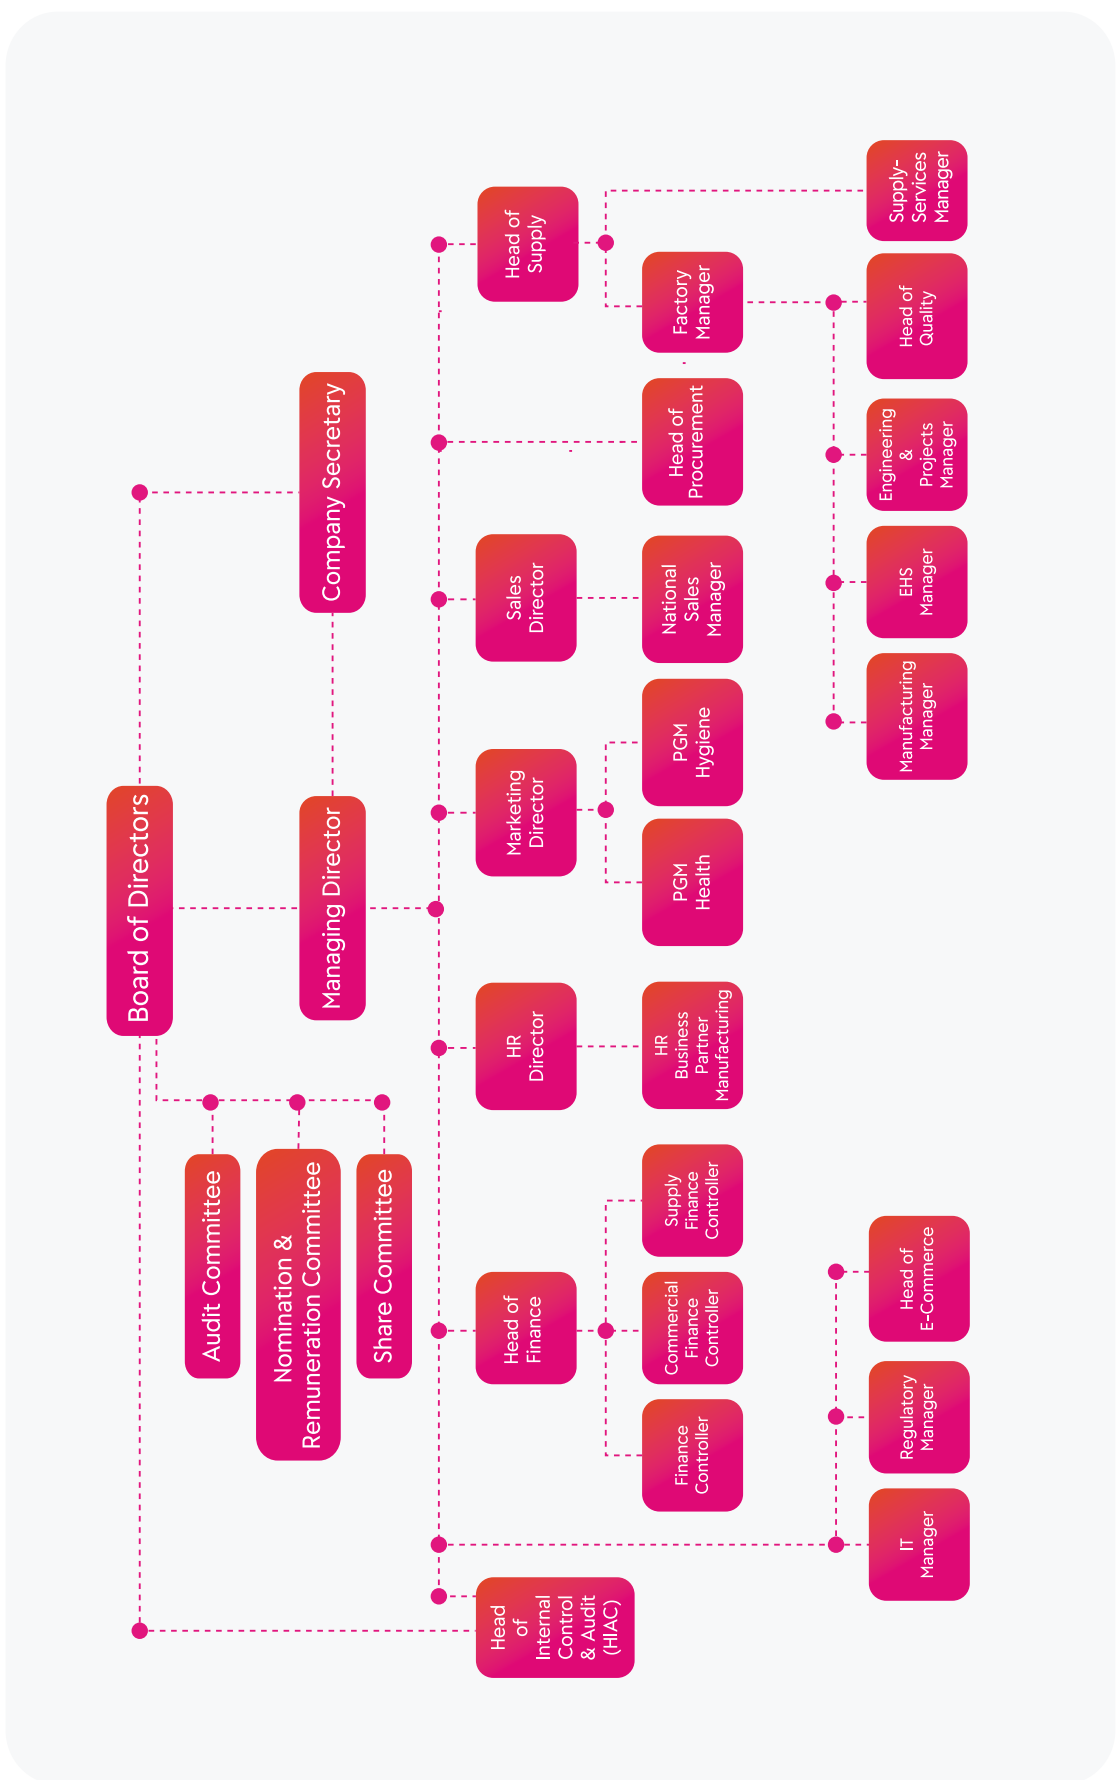 Board of Directors
Company Secretary
Managing Director
Audit Committee
Nomination &
Remuneration Committee
Share Committee
Head
of
Internal
Control
& Audit
(HIAC)
Head of
Finance
HR
Director
Marketing
Director
Sales
Director
Head of
Supply
Finance
Controller
Commercial
Finance
Controller
Supply
Finance
Controller
HR
Business
Partner
Manufacturing
PGM
Health
PGM
Hygiene
National
Sales
Manager
Head of
Procurement
Factory
Manager
IT
Manager
Regulatory
Manager
Head of
E-Commerce
Manufacturing
Manager
EHS
Manager
Engineering
&
Projects
Manager
Head of
Quality
Supply-
Services
Manager